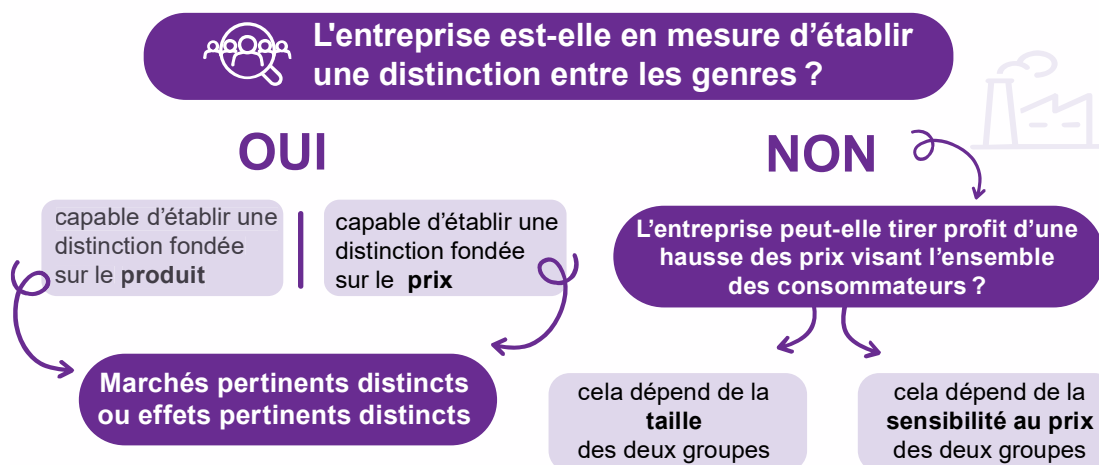 L'entreprise est-elle en mesure d'établir
une distinction entre les genres ?
OUI
NON
capable d'établir une
distinction fondée
sur le produit
capable d'établir une
distinction fondée
sur le prix
L'entreprise peut-elle tirer profit d'une
hausse des prix visant l'ensemble
des consommateurs ?
Marchés pertinents distincts
ou effets pertinents distincts
cela dépend de la
taille
des deux groupes
cela dépend de la
sensibilité au prix
des deux groupes